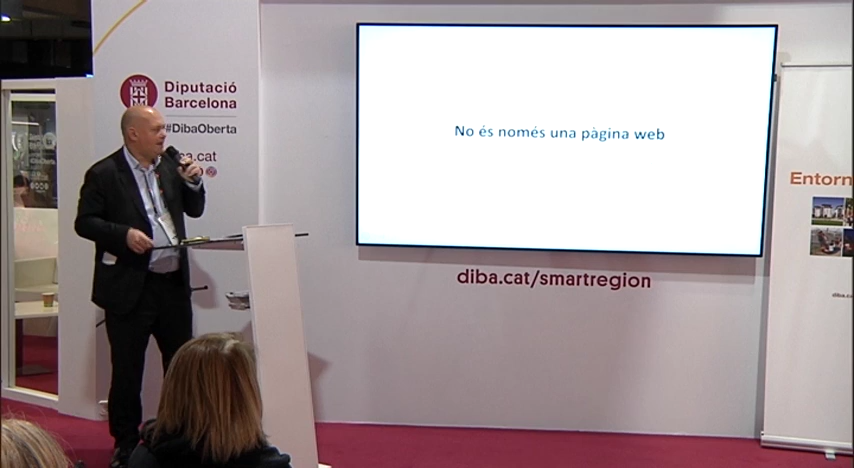 Diputació
Barcelona
#DibaOberta
No és només una pàgina web
diba.cat/smartregion
Entorn